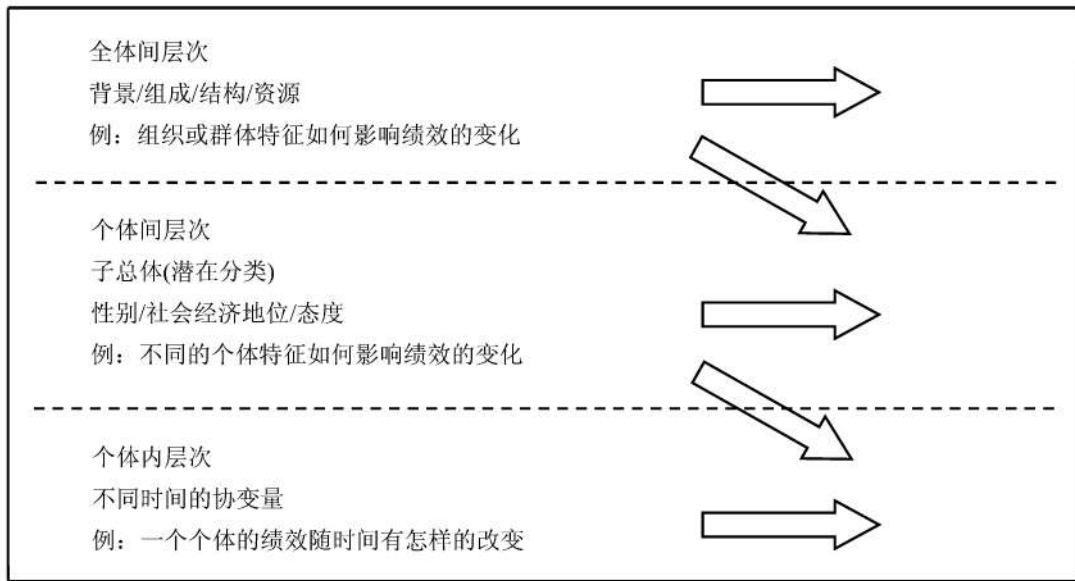 全体间层次
背景/组成/结构/资源
例：组织或群体特征如何影响绩效的变化
个体间层次
子总体(潜在分类)
性别/社会经济地位/态度
例：不同的个体特征如何影响绩效的变化
个体内层次
不同时间的协变量
例：一个个体的绩效随时间有怎样的改变